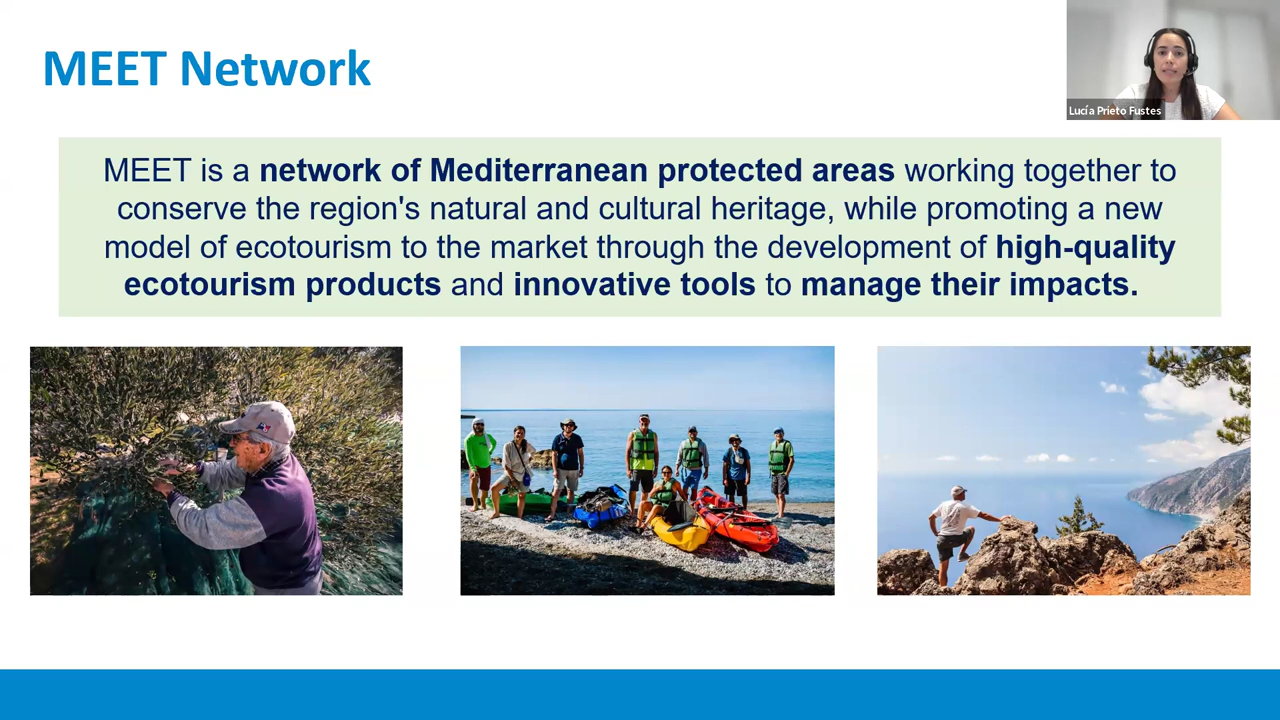 MEET Network
Lucía Prieto Fustes
MEET is a network of Mediterranean protected areas working together to
conserve the region's natural and cultural heritage, while promoting a new
model of ecotourism to the market through the development of high-quality
ecotourism products and innovative tools to manage their impacts.